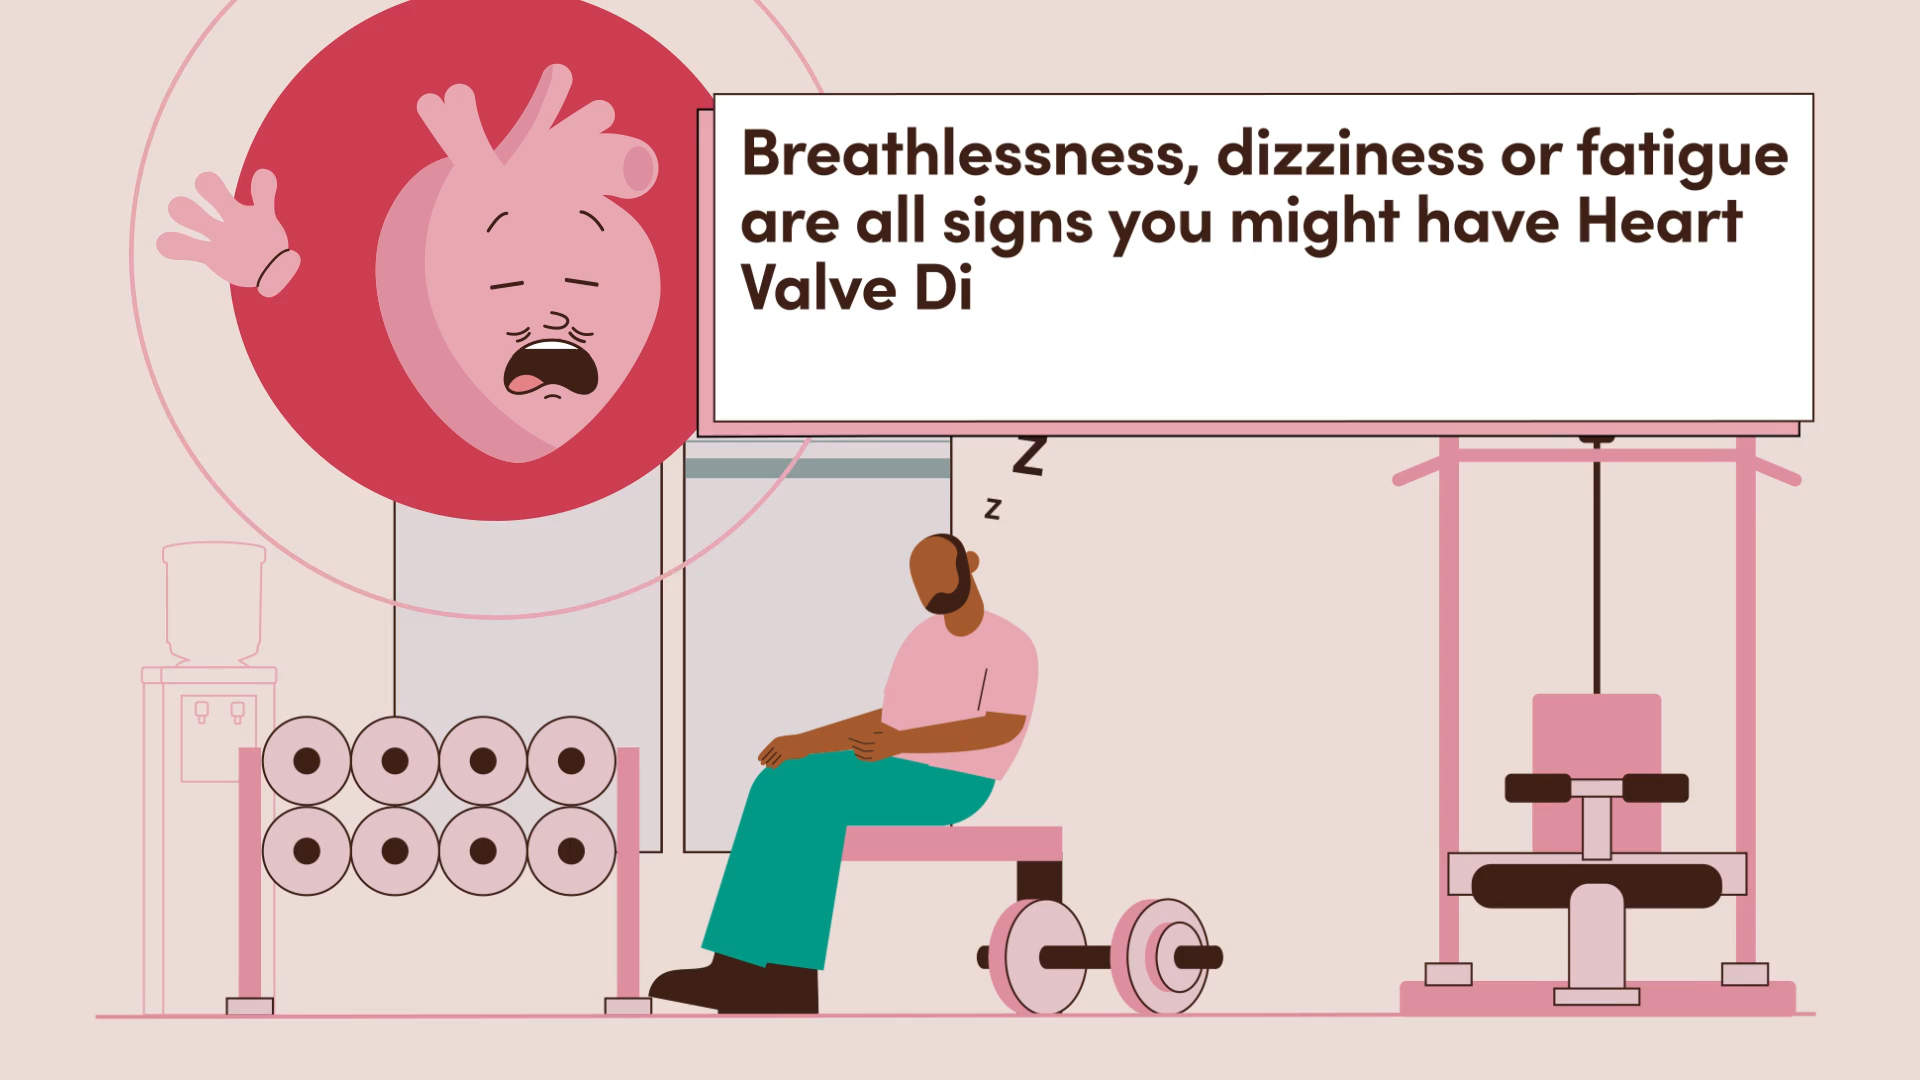 Breathlessness, dizziness or fatigue
are all signs you might have Heart
Valve Di
Z
z